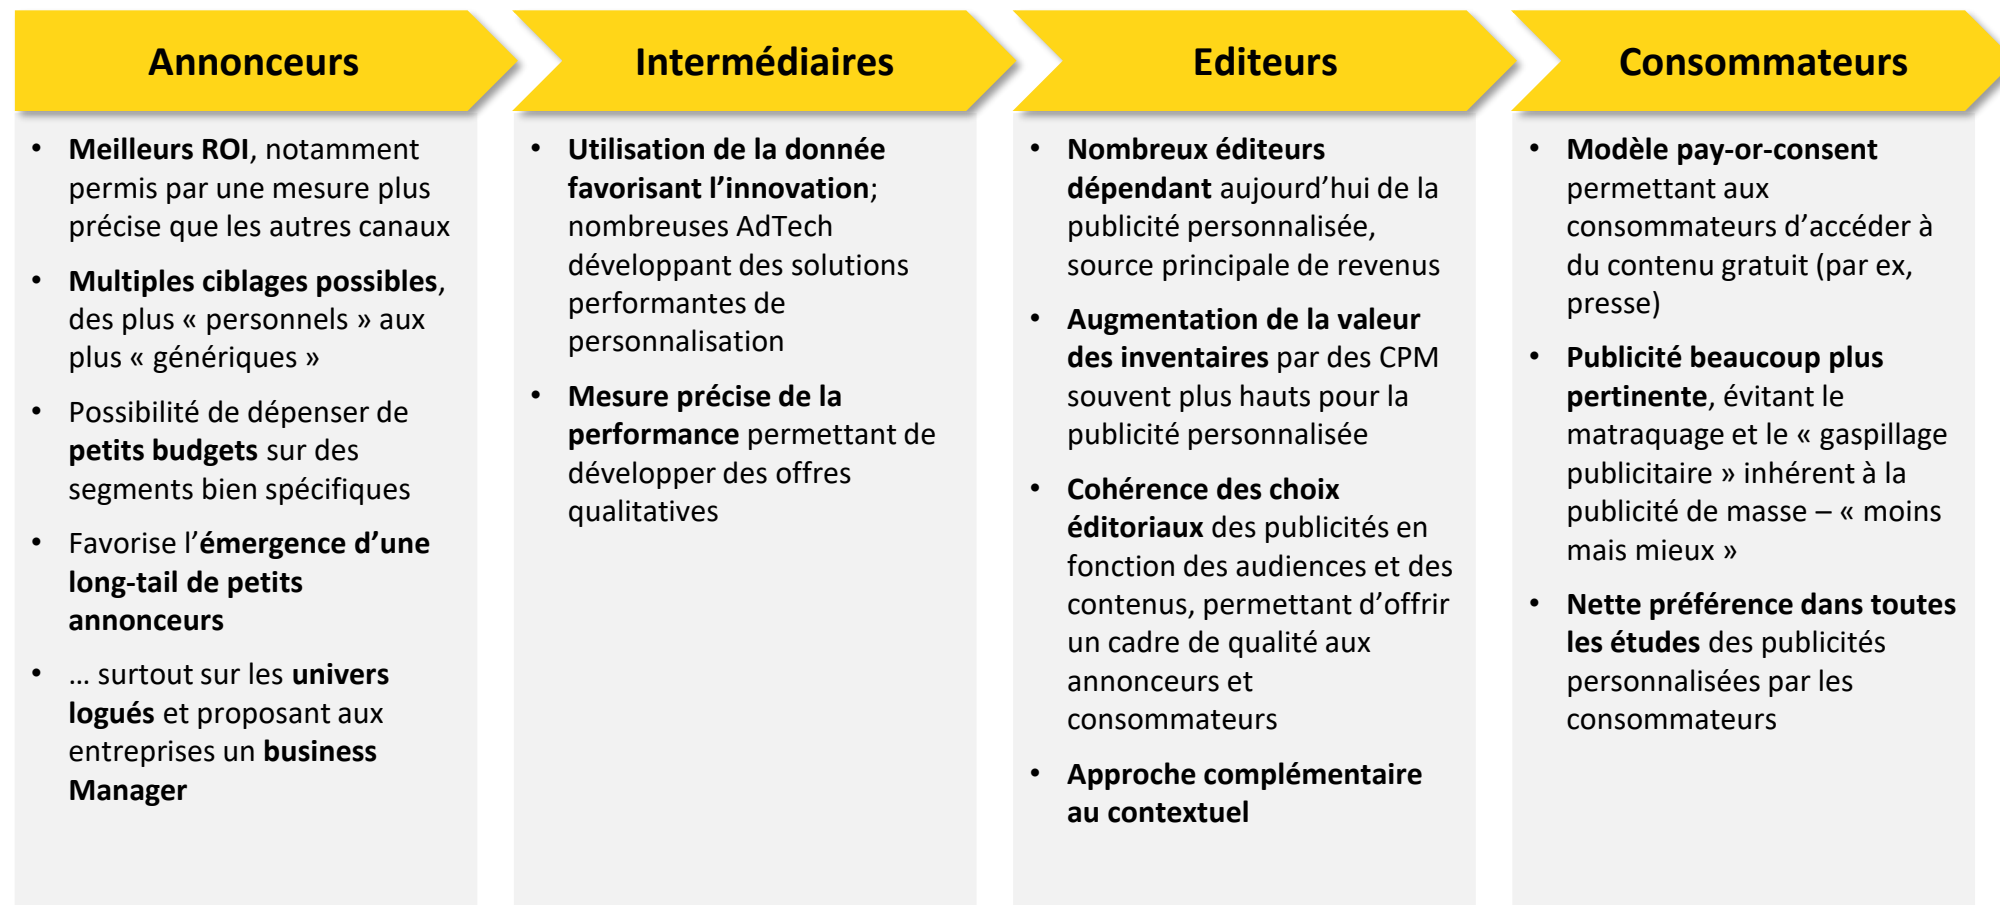 Annonceurs
• Meilleurs ROI, notamment
permis par une mesure plus
précise que les autres canaux
• Multiples ciblages possibles,
des plus « personnels » aux
plus « génériques »
• Possibilité de dépenser de
petits budgets sur des
segments bien spécifiques
• Favorise l’émergence d’une
long-tail de petits
annonceurs
• … surtout sur les univers
logués et proposant aux
entreprises un business
Manager
Intermédiaires
• Utilisation de la donnée
favorisant l’innovation;
nombreuses AdTech
développant des solutions
performantes de
personnalisation
• Mesure précise de la
performance permettant de
développer des offres
qualitatives
Editeurs
• Nombreux éditeurs
dépendant aujourd’hui de la
publicité personnalisée,
source principale de revenus
• Augmentation de la valeur
des inventaires par des CPM
souvent plus hauts pour la
publicité personnalisée
• Cohérence des choix
éditoriaux des publicités en
fonction des audiences et des
contenus, permettant d’offrir
un cadre de qualité aux
annonceurs et
consommateurs
• Approche complémentaire
au contextuel
Consommateurs
• Modèle pay-or-consent
permettant aux
consommateurs d’accéder à
du contenu gratuit (par ex,
presse)
• Publicité beaucoup plus
pertinente, évitant le
matraquage et le « gaspillage
publicitaire » inhérent à la
publicité de masse – « moins
mais mieux »
• Nette préférence dans toutes
les études des publicités
personnalisées par les
consommateurs